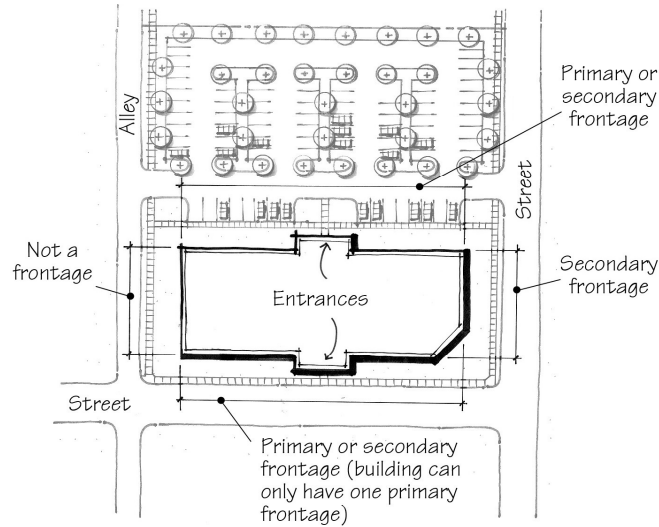 Primary or
secondary
frontage
Alley
Street
Not a
frontage
Entrances
Secondary
frontage
Street
Primary or secondary
frontage (building can
only have one primary
frontage)